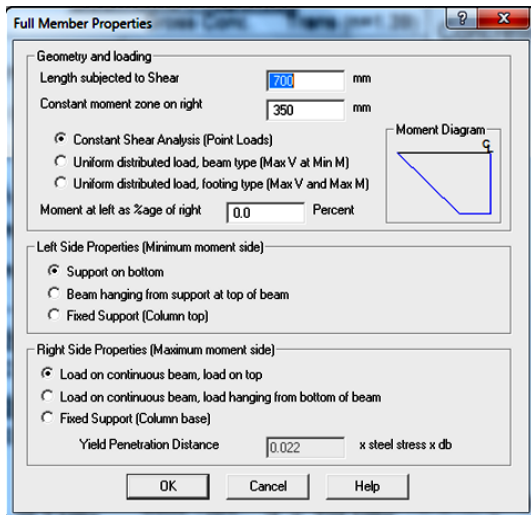 Full Member Properties
Geometry and loading
Length subjected to Shear 700 mm
Constant moment zone on right 350 mm
Constant Shear Analysis (Point Loads)
Uniform distributed load, beam type (Max V at Min M)
Uniform distributed load, footing type (Max V and Max M)
Moment Diagram
CL
Moment at left as %age of right 0.0 Percent
Left Side Properties (Minimum moment side)
Support on bottom
Beam hanging from support at top of beam
Fixed Support (Column top)
Right Side Properties (Maximum moment side)
Load on continuous beam, load on top
Load on continuous beam, load hanging from bottom of beam
Fixed Support (Column base)
Yield Penetration Distance 0.022 x steel stress x db
OK Cancel Help